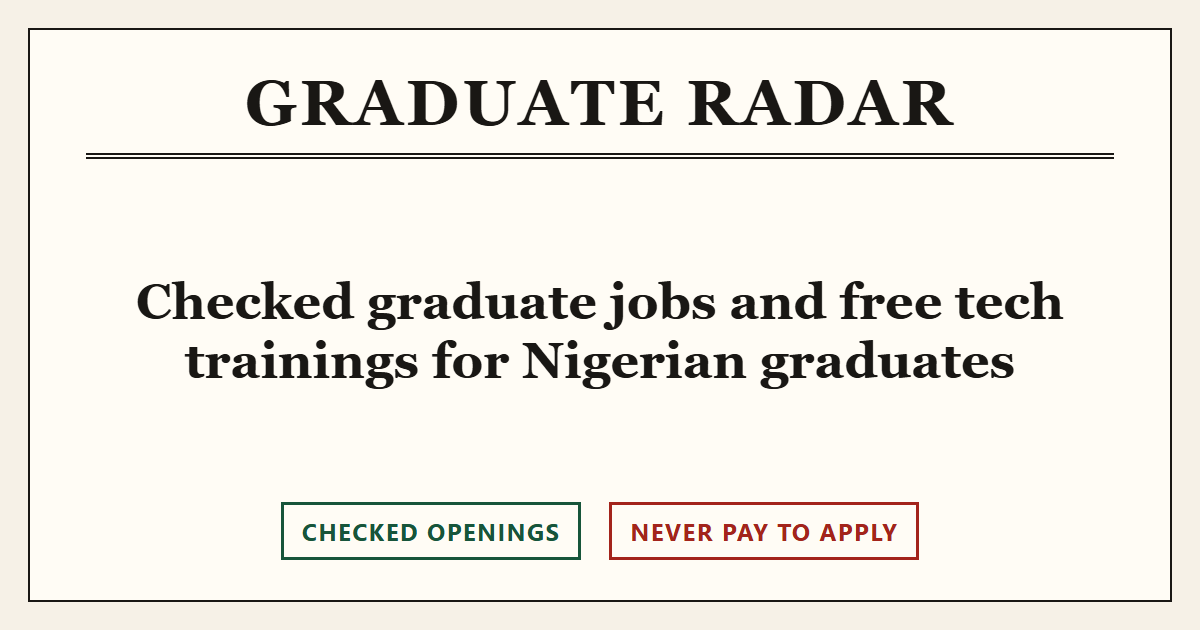 GRADUATE RADAR
Checked graduate jobs and free tech
trainings for Nigerian graduates
CHECKED OPENINGS
NEVER PAY TO APPLY